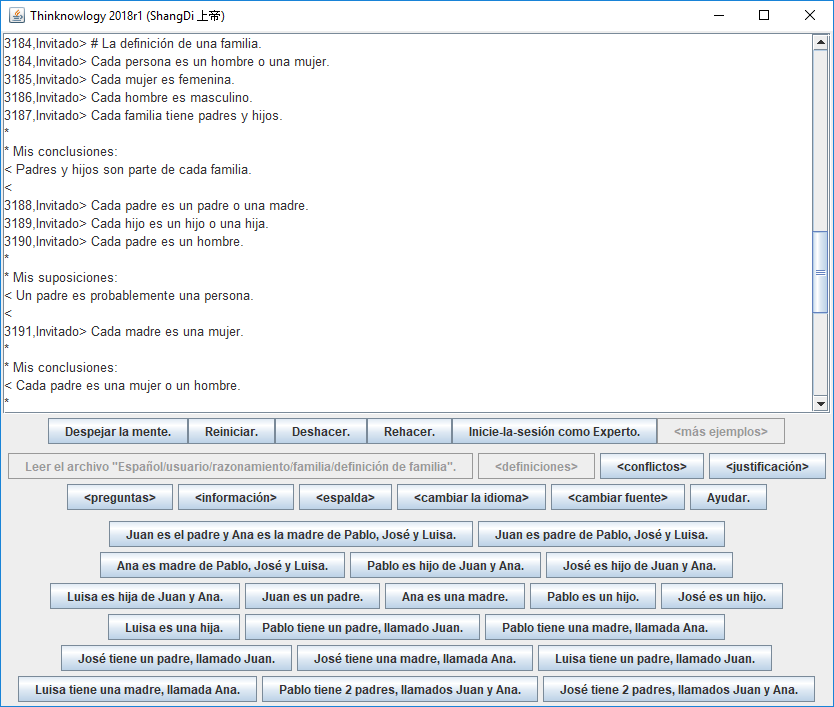 Thinknowlogy 2018r1 (ShangDi 上帝)
3184,Invitado> # La definición de una familia.
3184,Invitado> Cada persona es un hombre o una mujer.
3185,Invitado> Cada mujer es femenina.
3186,Invitado> Cada hombre es masculino.
3187,Invitado> Cada familia tiene padres y hijos.
*
* Mis conclusiones:
< Padres y hijos son parte de cada familia.
<
3188,Invitado> Cada padre es un padre o una madre.
3189,Invitado> Cada hijo es un hijo o una hija.
3190,Invitado> Cada padre es un hombre.
*
* Mis suposiciones:
< Un padre es probablemente una persona.
<
3191,Invitado> Cada madre es una mujer.
*
* Mis conclusiones:
< Cada padre es una mujer o un hombre.
*
Despejar la mente. Reiniciar. Deshacer. Rehacer. Inicie-la-sesión como Experto. <más ejemplos>
Leer el archivo "Español/usuario/razonamiento/familia/definición de familia". <definiciones> <conflictos> <justificación>
<preguntas> <información> <espalda> <cambiar la idioma> <cambiar fuente> Ayudar.
Juan es el padre y Ana es la madre de Pablo, José y Luisa. Juan es padre de Pablo, José y Luisa.
Ana es madre de Pablo, José y Luisa. Pablo es hijo de Juan y Ana. José es hijo de Juan y Ana.
Luisa es hija de Juan y Ana. Juan es un padre. Ana es una madre. Pablo es un hijo. José es un hijo.
Luisa es una hija. Pablo tiene un padre, llamado Juan. Pablo tiene una madre, llamada Ana.
José tiene un padre, llamado Juan. José tiene una madre, llamada Ana. Luisa tiene un padre, llamado Juan.
Luisa tiene una madre, llamada Ana. Pablo tiene 2 padres, llamados Juan y Ana. José tiene 2 padres, llamados Juan y Ana.